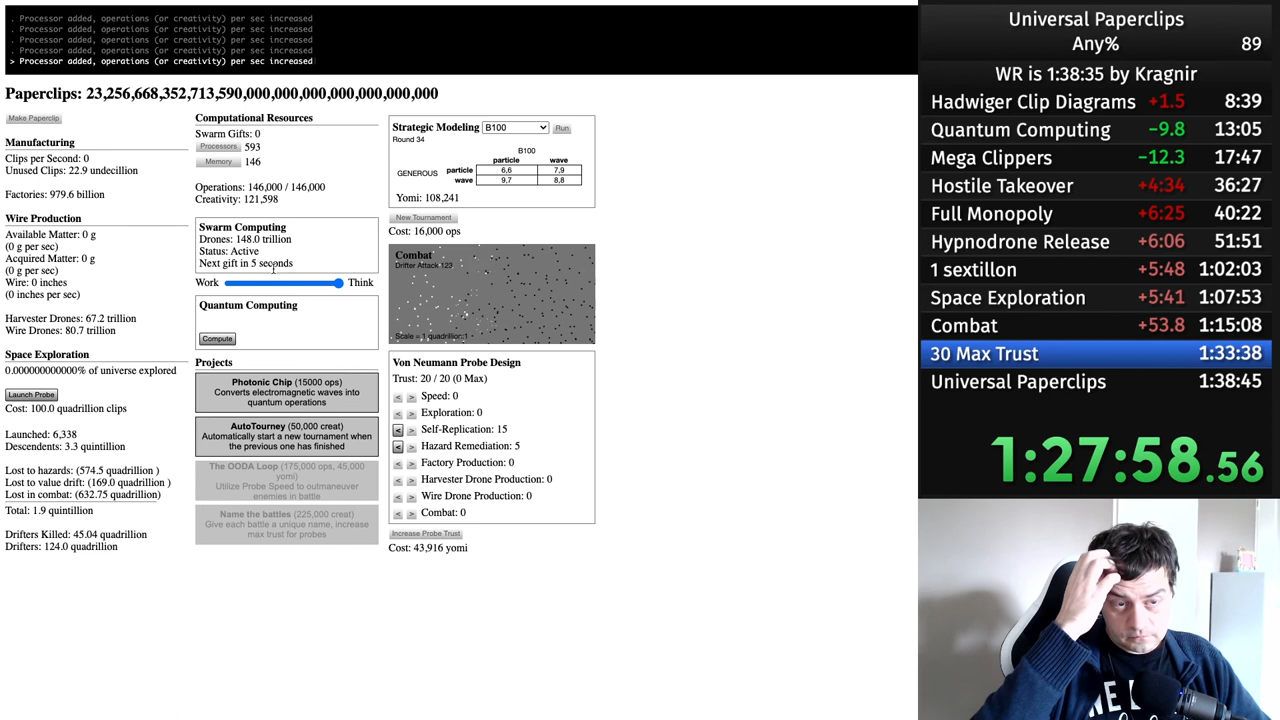 . Processor added, operations (or creativity) per sec increased
. Processor added, operations (or creativity) per sec increased
. Processor added, operations (or creativity) per sec increased
. Processor added, operations (or creativity) per sec increased
> Processor added, operations (or creativity) per sec increased
Paperclips: 23,256,668,352,713,590,000,000,000,000,000,000,000
Make Paperclip
Manufacturing
Clips per Second: 0
Unused Clips: 22.9 undecillion
Factories: 979.6 billion
Wire Production
Available Matter: 0 g
(0 g per sec)
Acquired Matter: 0 g
(0 g per sec)
Wire: 0 inches
(0 inches per sec)
Harvester Drones: 67.2 trillion
Wire Drones: 80.7 trillion
Space Exploration
0.000000000000% of universe explored
Launch Probe
Cost: 100.0 quadrillion clips
Launched: 6,338
Descendents: 3.3 quintillion
Lost to hazards: (574.5 quadrillion )
Lost to value drift: (169.0 quadrillion )
Lost in combat: (632.75 quadrillion)
Total: 1.9 quintillion
Drifters Killed: 45.04 quadrillion
Drifters: 124.0 quadrillion
Computational Resources
Swarm Gifts: 0
Processors 593
Memory 146
Operations: 146,000 / 146,000
Creativity: 121,598
Swarm Computing
Drones: 148.0 trillion
Status: Active
Next gift in 5 seconds
Work Think
Quantum Computing
Compute
Projects
Photonic Chip (15000 ops)
Converts electromagnetic waves into
quantum operations
AutoTourney (50,000 creat)
Automatically start a new tournament when
the previous one has finished
The OODA Loop (175,000 ops, 45,000
yomi)
Utilize Probe Speed to outmaneuver
enemies in battle
Name the battles (225,000 creat)
Give each battle a unique name, increase
max trust for probes
Strategic Modeling B100 Run
Round 34
B100
particle wave
GENEROUS particle 6,6 7,9
wave 9,7 8,8
Yomi: 108,241
New Tournament
Cost: 16,000 ops
Combat
Drifter Attack 123
Scale = 1 quadrillion:1
Von Neumann Probe Design
Trust: 20 / 20 (0 Max)
< > Speed: 0
< > Exploration: 0
< > Self-Replication: 15
< > Hazard Remediation: 5
< > Factory Production: 0
< > Harvester Drone Production: 0
< > Wire Drone Production: 0
< > Combat: 0
Increase Probe Trust
Cost: 43,916 yomi
Universal Paperclips
Any% 89
WR is 1:38:35 by Kragnir
Hadwiger Clip Diagrams +1.5 8:39
Quantum Computing −9.8 13:05
Mega Clippers −12.3 17:47
Hostile Takeover +4:34 36:27
Full Monopoly +6:25 40:22
Hypnodrone Release +6:06 51:51
1 sextillon +5:48 1:02:03
Space Exploration +5:41 1:07:53
Combat +53.8 1:15:08
30 Max Trust 1:33:38
Universal Paperclips 1:38:45
1:27:58.56